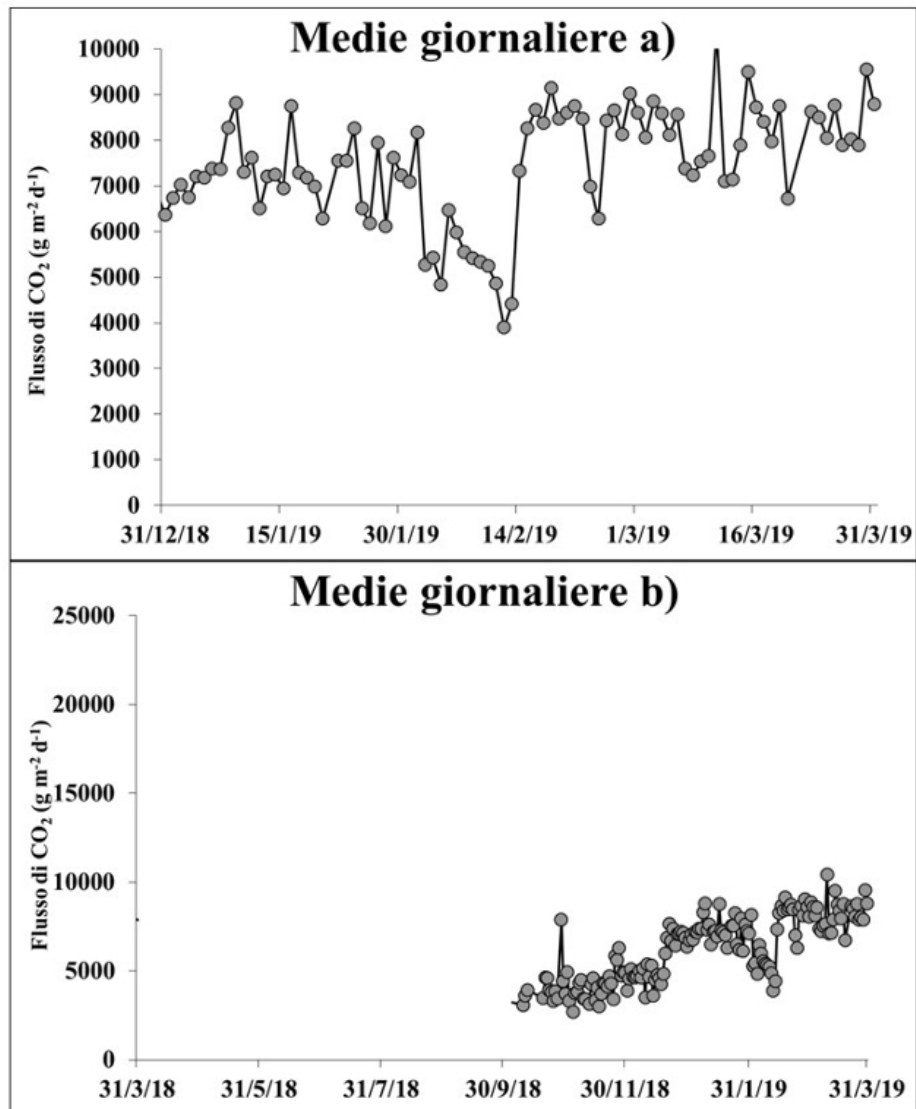 Medie giornaliere a)
Flusso di CO₂ (g m⁻² d⁻¹)
10000
9000
8000
7000
6000
5000
4000
3000
2000
1000
0
31/12/18 15/1/19 30/1/19 14/2/19 1/3/19 16/3/19 31/3/19
Medie giornaliere b)
Flusso di CO₂ (g m⁻² d⁻¹)
25000
20000
15000
10000
5000
0
31/3/18 31/5/18 31/7/18 30/9/18 30/11/18 31/1/19 31/3/19